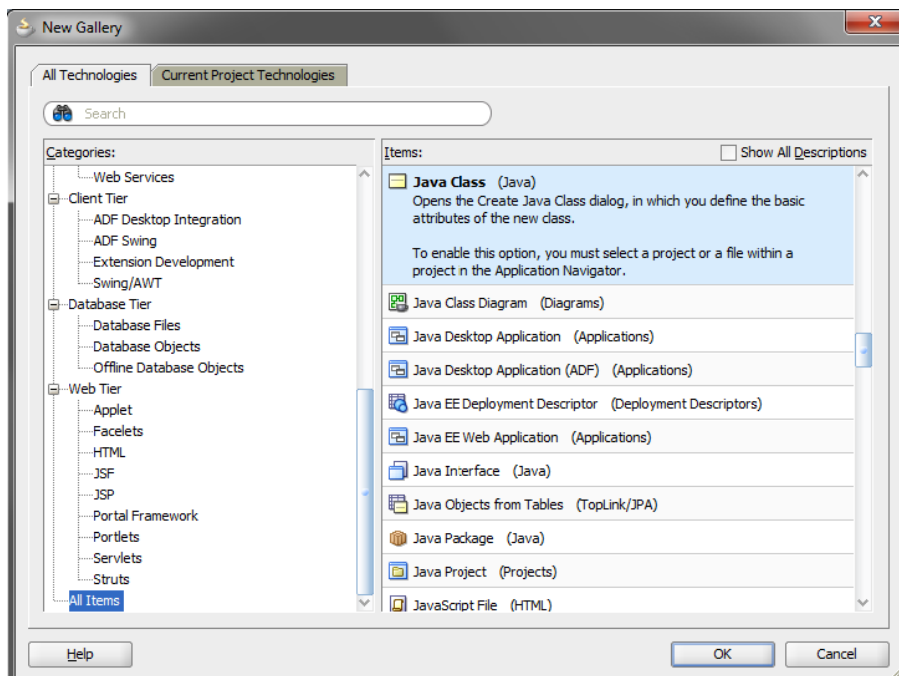 New Gallery
All Technologies
Current Project Technologies
Search
Categories:
Web Services
Client Tier
ADF Desktop Integration
ADF Swing
Extension Development
Swing/AWT
Database Tier
Database Files
Database Objects
Offline Database Objects
Web Tier
Applet
Facelets
HTML
JSF
JSP
Portal Framework
Portlets
Servlets
Struts
All Items
Items:
Show All Descriptions
Java Class (Java)
Opens the Create Java Class dialog, in which you define the basic
attributes of the new class.
To enable this option, you must select a project or a file within a
project in the Application Navigator.
Java Class Diagram (Diagrams)
Java Desktop Application (Applications)
Java Desktop Application (ADF) (Applications)
Java EE Deployment Descriptor (Deployment Descriptors)
Java EE Web Application (Applications)
Java Interface (Java)
Java Objects from Tables (TopLink/JPA)
Java Package (Java)
Java Project (Projects)
JavaScript File (HTML)
Help
OK
Cancel